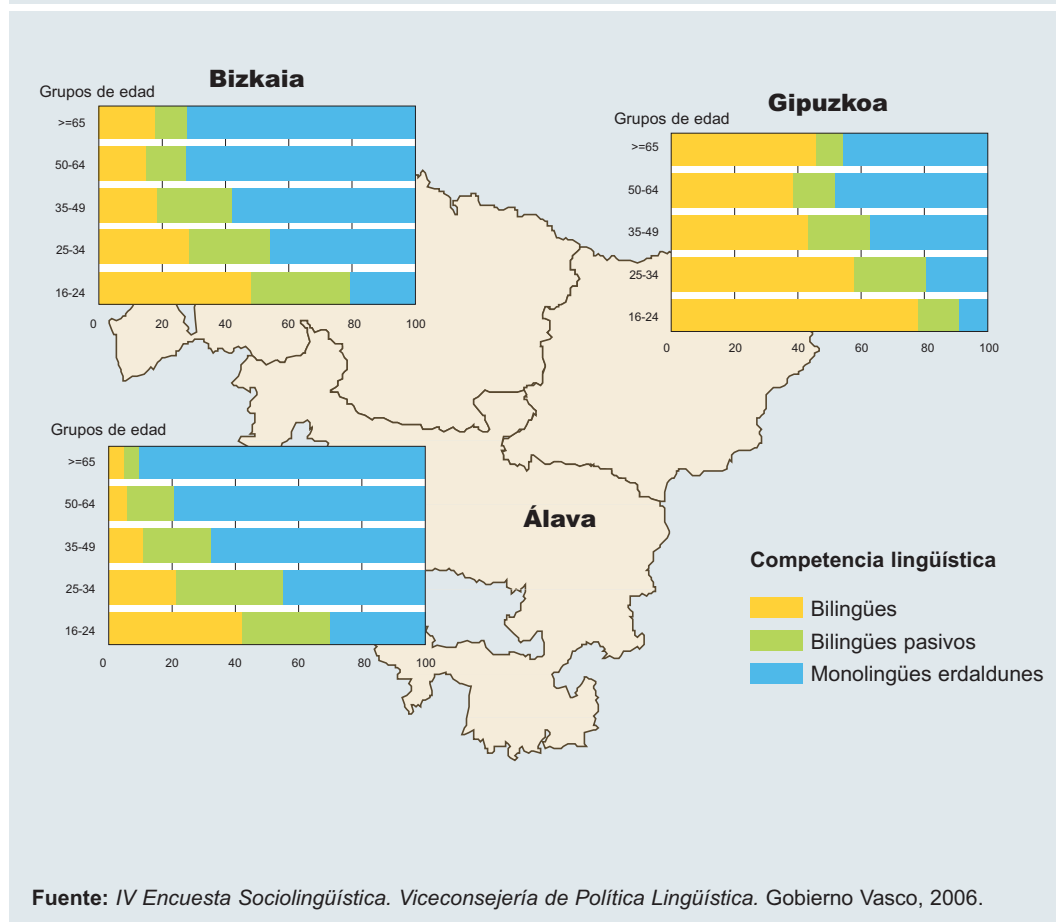 Bizkaia
Grupos de edad
>=65
50-64
35-49
25-34
16-24
0 20 40 60 80 100
Gipuzkoa
Grupos de edad
>=65
50-64
35-49
25-34
16-24
0 20 40 60 80 100
Grupos de edad
>=65
50-64
35-49
25-34
16-24
0 20 40 60 80 100
Álava
Competencia lingüística
Bilingües
Bilingües pasivos
Monolingües erdaldunes
Fuente: IV Encuesta Sociolingüística. Viceconsejería de Política Lingüística. Gobierno Vasco, 2006.